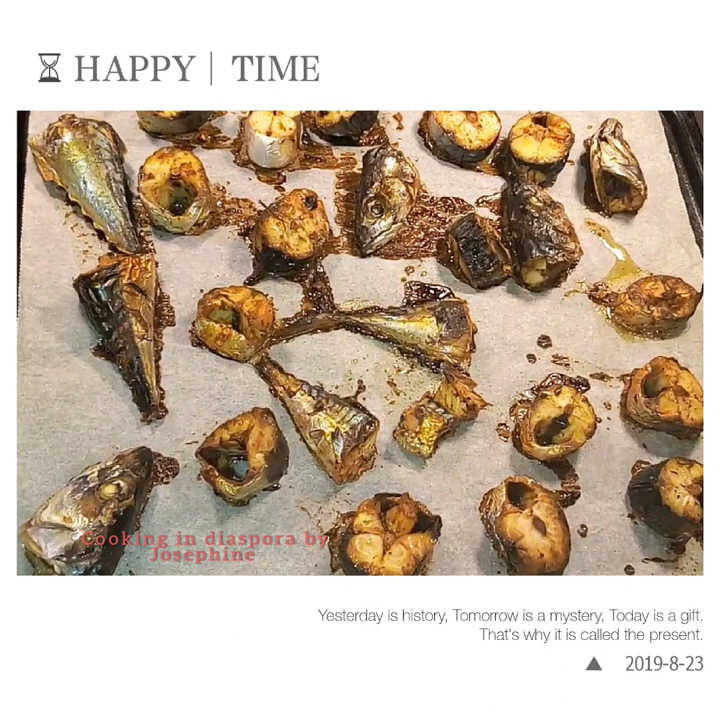 HAPPY | TIME
Cooking in diaspora by
Josephine
Yesterday is history, Tomorrow is a mystery, Today is a gift.
That's why it is called the present.
▲ 2019-8-23